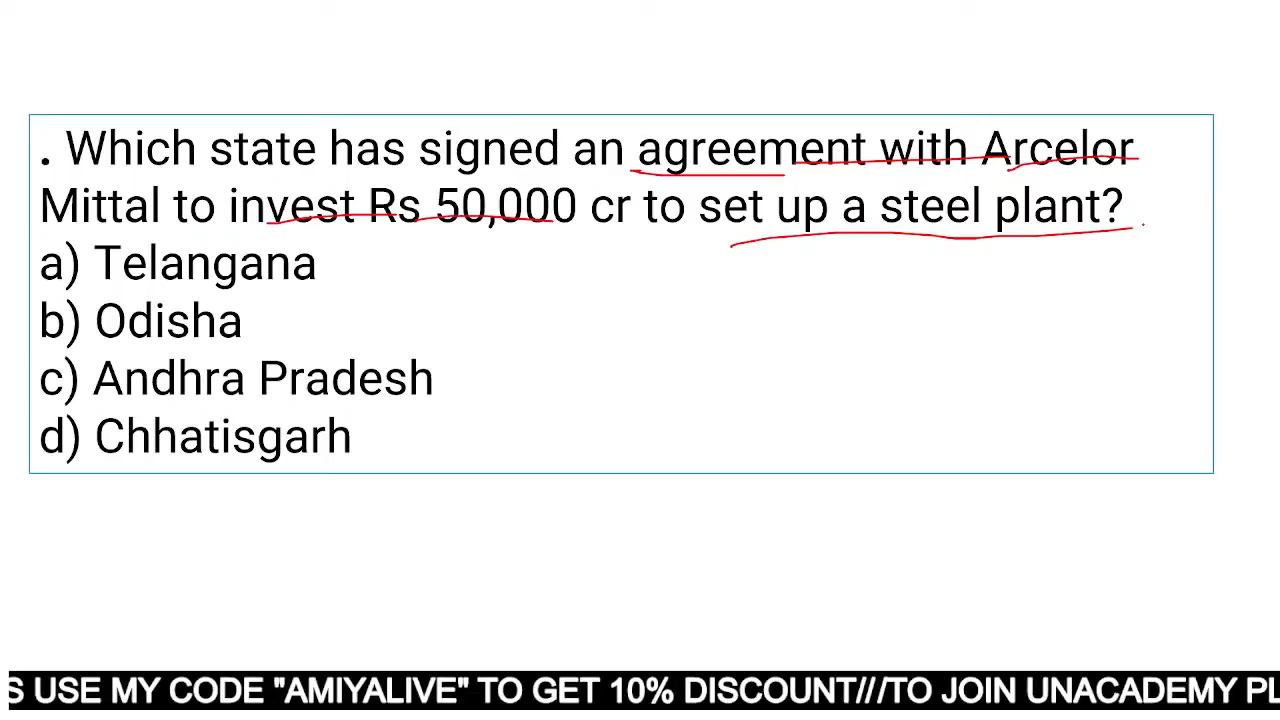 . Which state has signed an agreement with Arcelor
Mittal to invest Rs 50,000 cr to set up a steel plant?
a) Telangana
b) Odisha
c) Andhra Pradesh
d) Chhatisgarh
S USE MY CODE "AMIYALIVE" TO GET 10% DISCOUNT///TO JOIN UNACADEMY PL